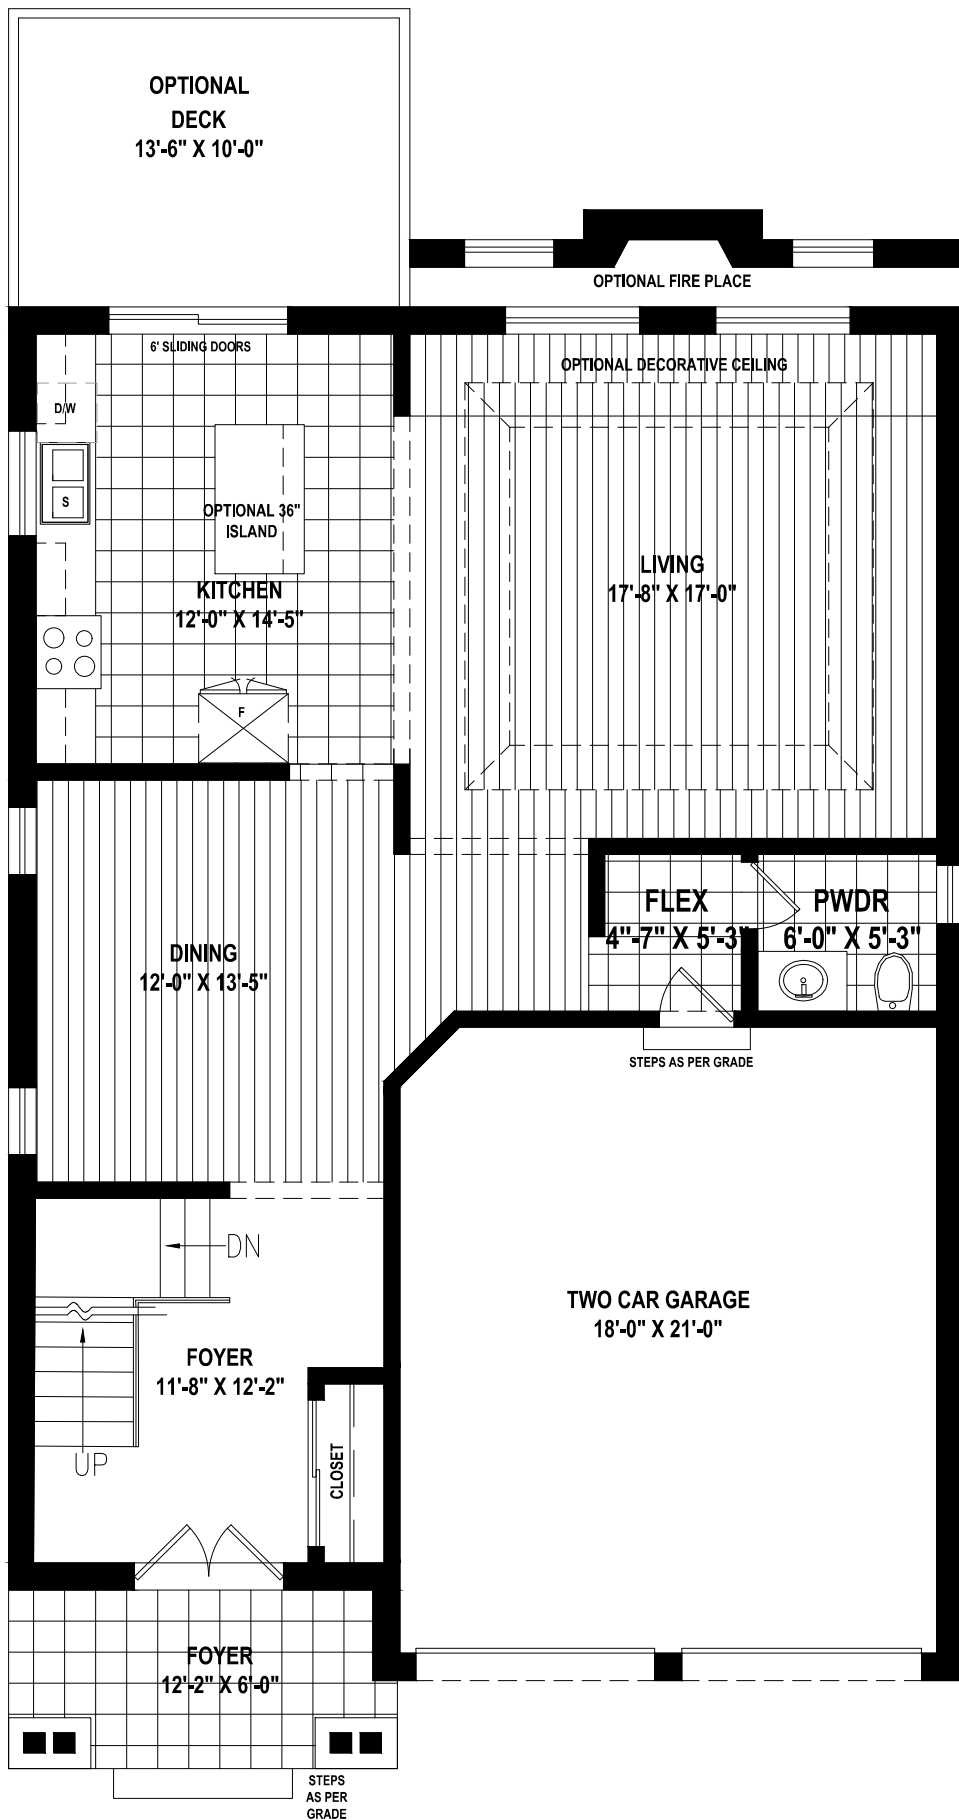 OPTIONAL
DECK
13'-6" X 10'-0"
OPTIONAL FIRE PLACE
6' SLIDING DOORS
OPTIONAL DECORATIVE CEILING
D/W
S
OPTIONAL 36"
ISLAND
KITCHEN
12'-0" X 14'-5"
LIVING
17'-8" X 17'-0"
F
FLEX
4"-7" X 5'-3"
PWDR
6'-0" X 5'-3"
DINING
12'-0" X 13'-5"
STEPS AS PER GRADE
DN
TWO CAR GARAGE
18'-0" X 21'-0"
FOYER
11'-8" X 12'-2"
UP
CLOSET
FOYER
12'-2" X 6'-0"
STEPS
AS PER
GRADE